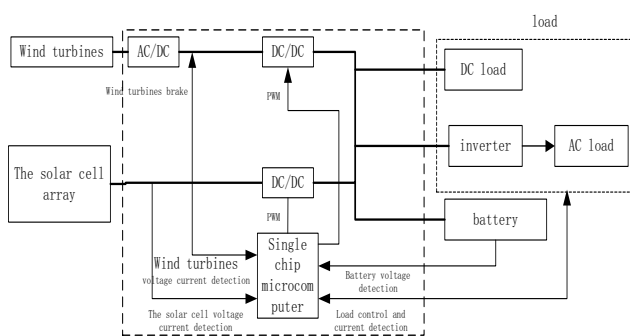 load
Wind turbines
AC/DC
DC/DC
DC load
Wind turbines brake
PWM
inverter
AC load
The solar cell
array
DC/DC
PWM
battery
Single
chip
microcom
puter
Wind turbines
voltage current detection
Battery voltage
detection
The solar cell voltage
current detection
Load control and
current detection